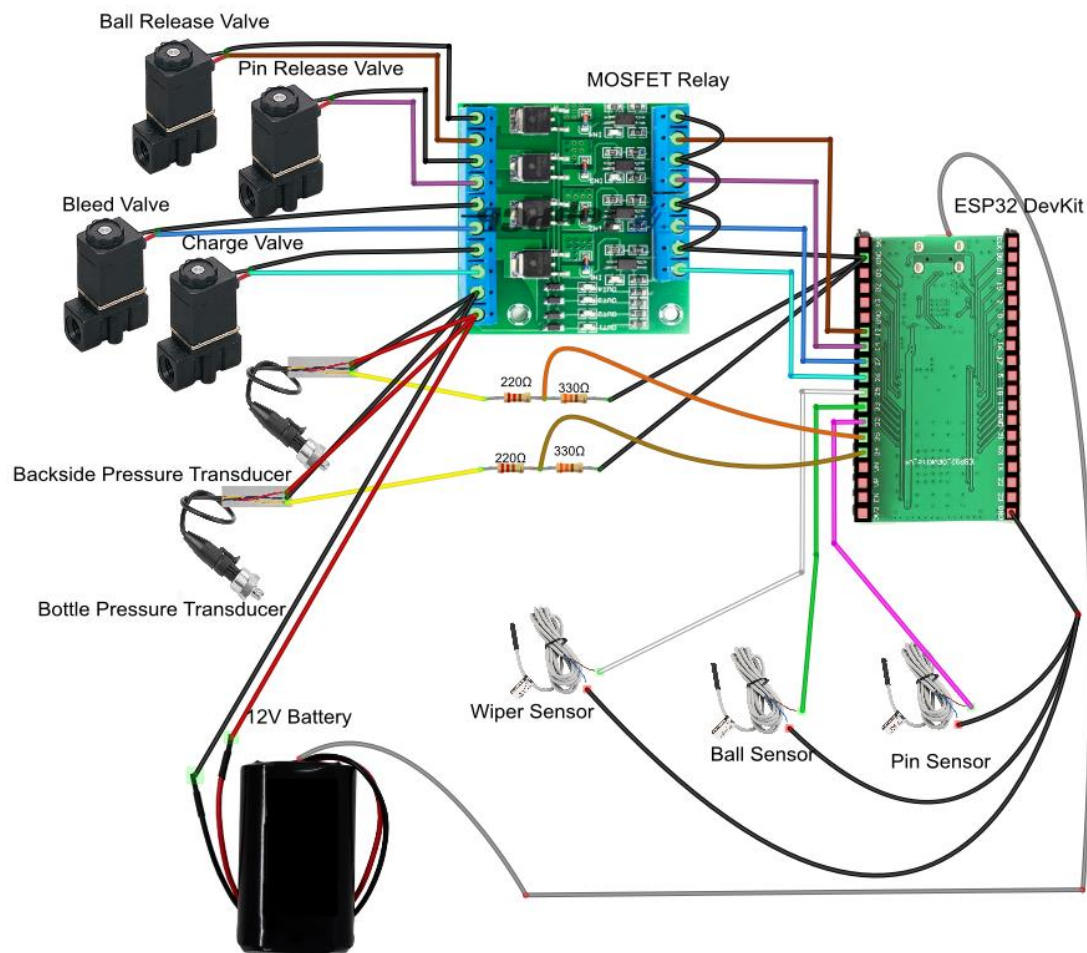 Ball Release Valve
Pin Release Valve
MOSFET Relay
Bleed Valve
Charge Valve
ESP32 DevKit
220Ω
330Ω
220Ω
330Ω
Backside Pressure Transducer
Bottle Pressure Transducer
12V Battery
Wiper Sensor
Ball Sensor
Pin Sensor